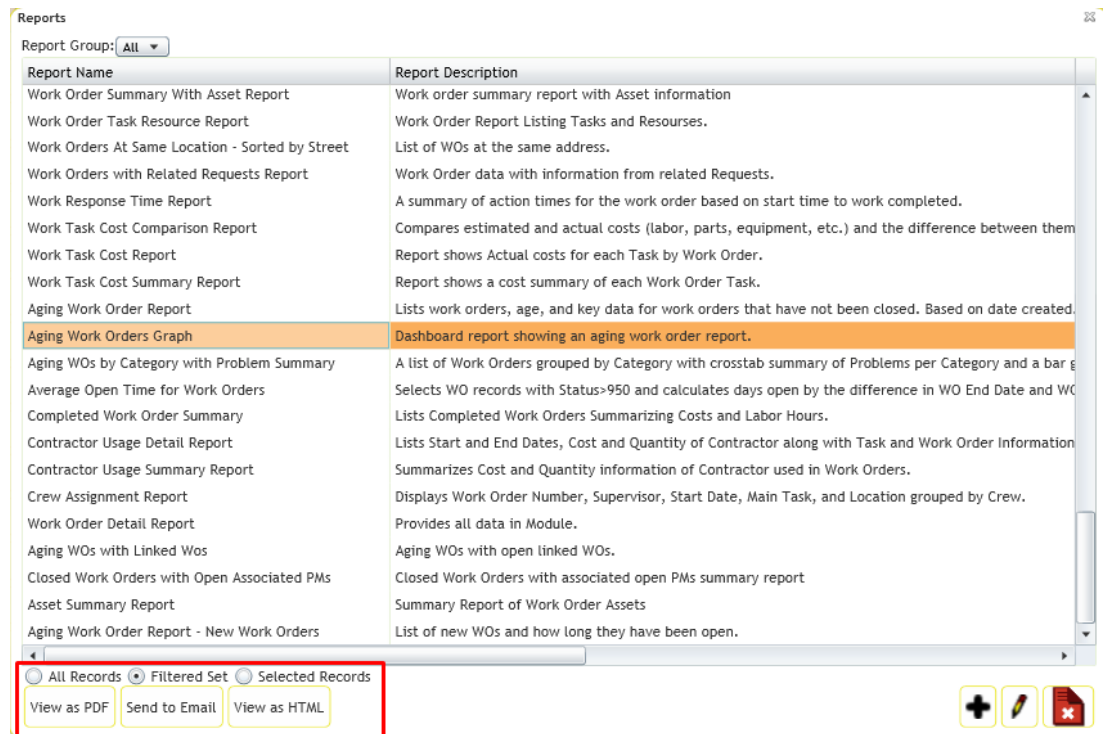 Reports
Report Group: All
Report Name Report Description
Work Order Summary With Asset Report Work order summary report with Asset information
Work Order Task Resource Report Work Order Report Listing Tasks and Resourses.
Work Orders At Same Location - Sorted by Street List of WOs at the same address.
Work Orders with Related Requests Report Work Order data with information from related Requests.
Work Response Time Report A summary of action times for the work order based on start time to work completed.
Work Task Cost Comparison Report Compares estimated and actual costs (labor, parts, equipment, etc.) and the difference between them
Work Task Cost Report Report shows Actual costs for each Task by Work Order.
Work Task Cost Summary Report Report shows a cost summary of each Work Order Task.
Aging Work Order Report Lists work orders, age, and key data for work orders that have not been closed. Based on date created.
Aging Work Orders Graph Dashboard report showing an aging work order report.
Aging WOs by Category with Problem Summary A list of Work Orders grouped by Category with crosstab summary of Problems per Category and a bar
Average Open Time for Work Orders Selects WO records with Status>950 and calculates days open by the difference in WO End Date and
Completed Work Order Summary Lists Completed Work Orders Summarizing Costs and Labor Hours.
Contractor Usage Detail Report Lists Start and End Dates, Cost and Quantity of Contractor along with Task and Work Order Information
Contractor Usage Summary Report Summarizes Cost and Quantity information of Contractor used in Work Orders.
Crew Assignment Report Displays Work Order Number, Supervisor, Start Date, Main Task, and Location grouped by Crew.
Work Order Detail Report Provides all data in Module.
Aging WOs with Linked Wos Aging WOs with open linked WOs.
Closed Work Orders with Open Associated PMs Closed Work Orders with associated open PMs summary report
Asset Summary Report Summary Report of Work Order Assets
Aging Work Order Report - New Work Orders List of new WOs and how long they have been open.
All Records Filtered Set Selected Records
View as PDF Send to Email View as HTML